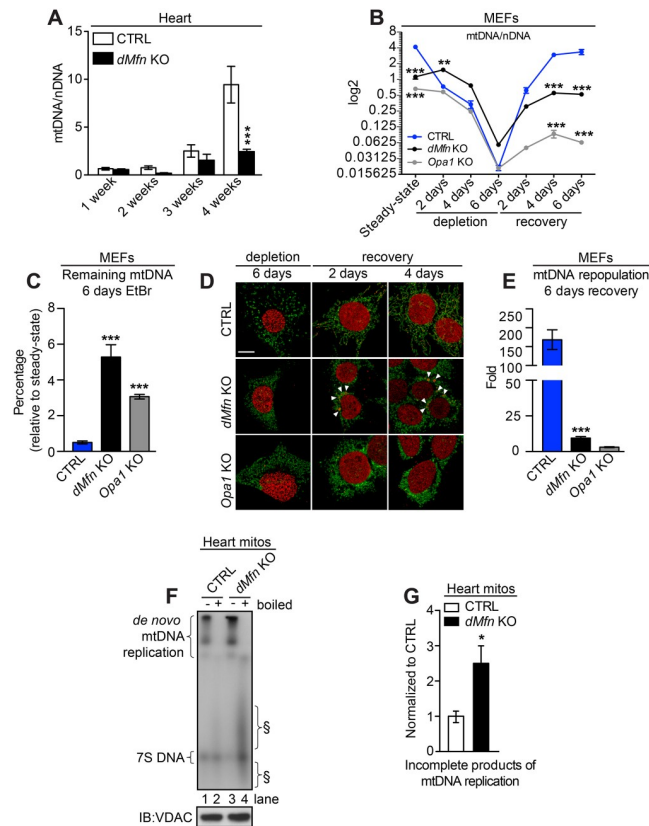 A
Heart
CTRL
dMfn KO
mtDNA/nDNA
15
10
5
0
***
1 week
2 weeks
3 weeks
4 weeks
B
MEFs
mtDNA/nDNA
log2
8
4
2
1
0.5
0.25
0.125
0.0625
0.03125
0.015625
***
**
***
***
***
***
***
CTRL
dMfn KO
Opa1 KO
Steady-state
2 days
4 days
6 days
2 days
4 days
6 days
depletion
recovery
C
MEFs
Remaining mtDNA
6 days EtBr
Percentage
(relative to steady-state)
8
6
4
2
0
***
***
CTRL
dMfn KO
Opa1 KO
D
depletion
recovery
6 days
2 days
4 days
CTRL
dMfn KO
Opa1 KO
E
MEFs
mtDNA repopulation
6 days recovery
Fold
200
150
100
50
25
0
***
CTRL
dMfn KO
Opa1 KO
F
Heart mitos
CTRL
dMfn KO
- + - + boiled
de novo
mtDNA
replication
§
7S DNA
§
1 2 3 4 lane
IB:VDAC
G
Heart mitos
CTRL
dMfn KO
Normalized to CTRL
4
3
2
1
0
*
Incomplete products of
mtDNA replication